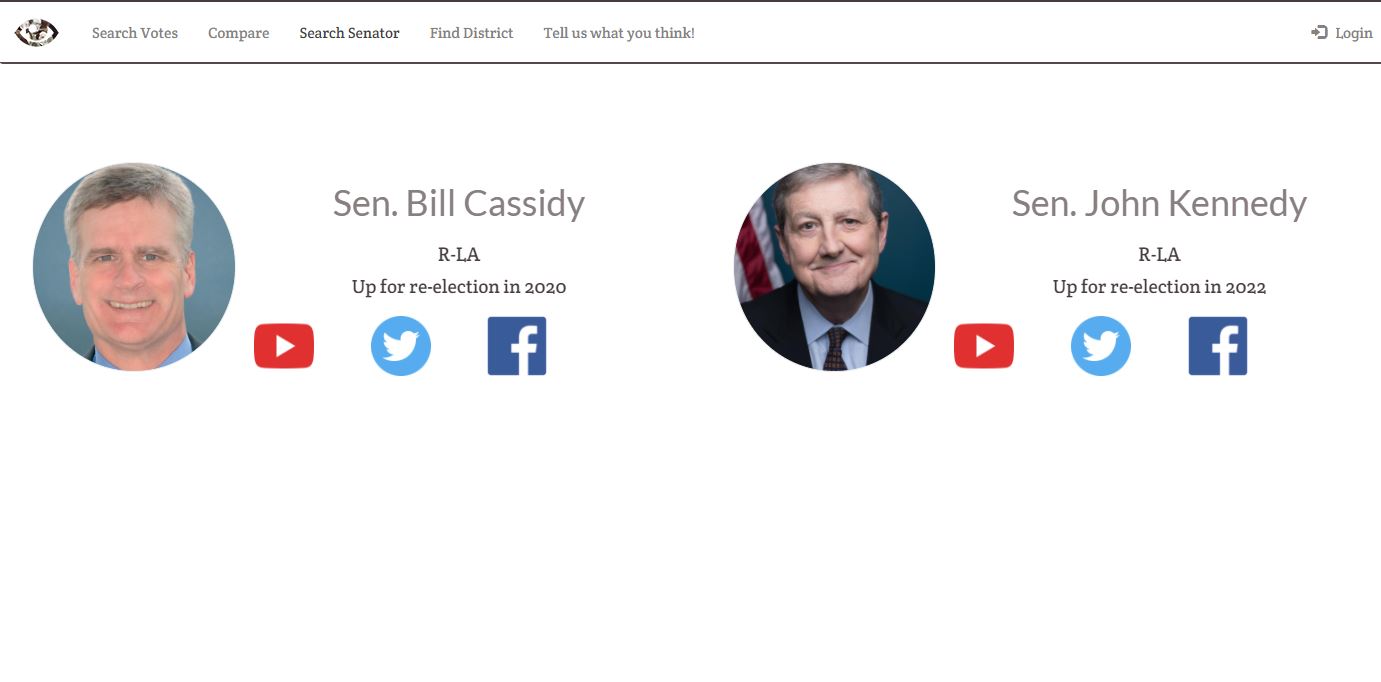 Search Votes Compare Search Senator Find District Tell us what you think! Login
Sen. Bill Cassidy
R-LA
Up for re-election in 2020
Sen. John Kennedy
R-LA
Up for re-election in 2022